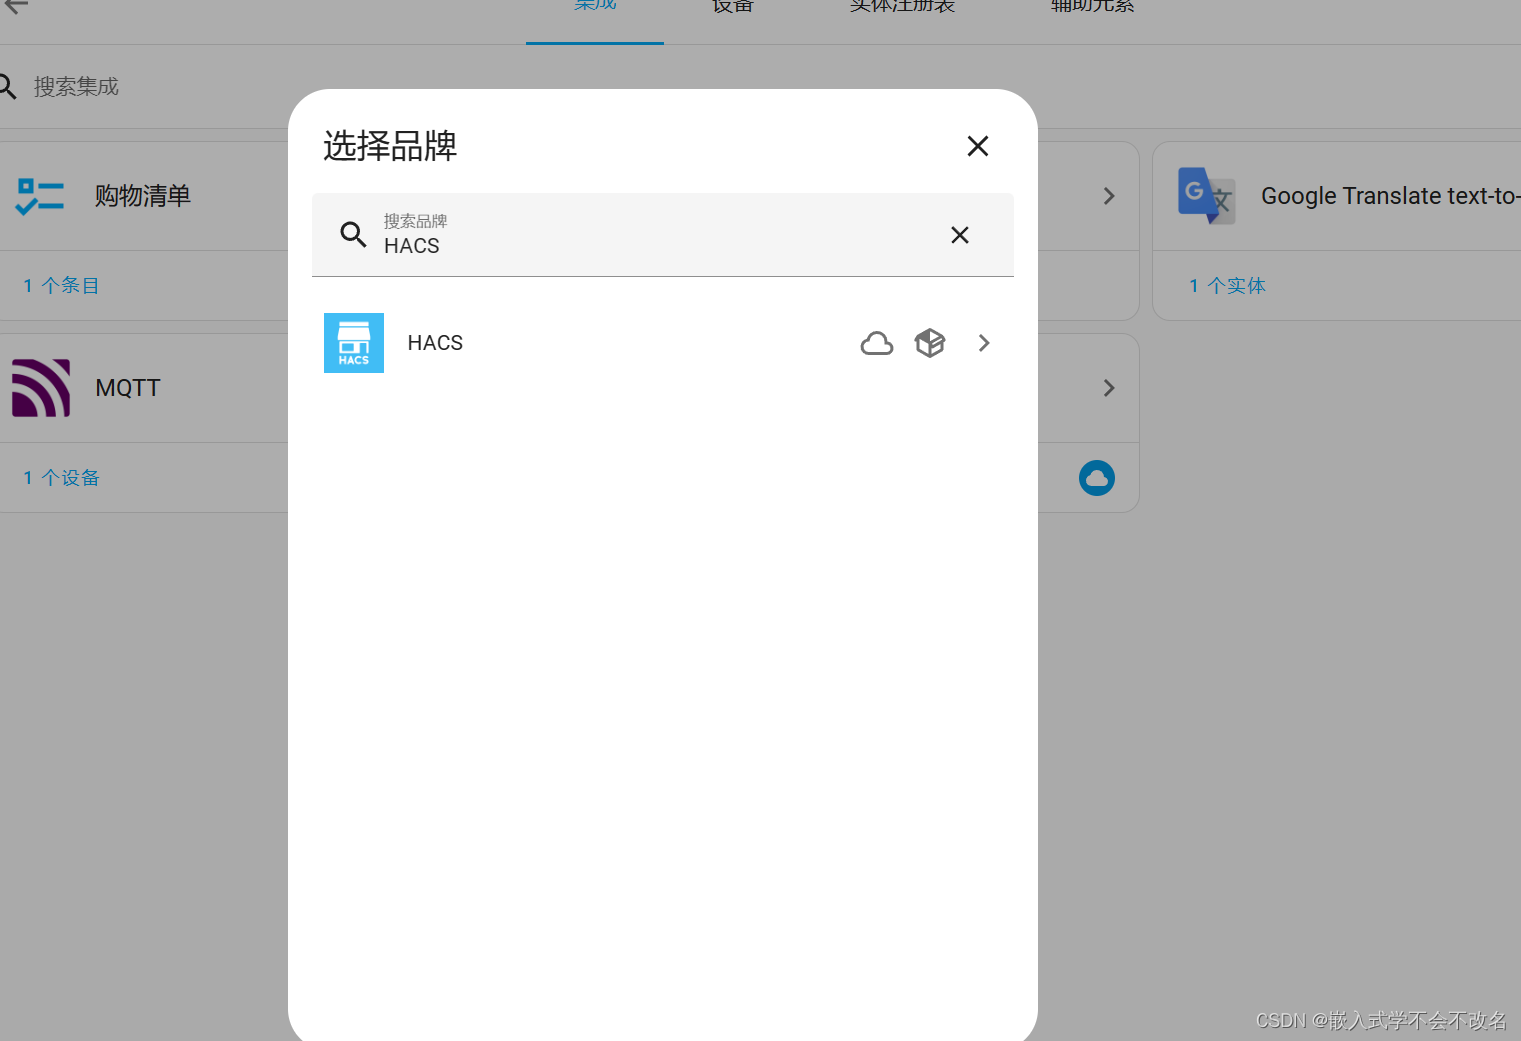 集成 设备 实体注册表 辅助元素
搜索集成
选择品牌
购物清单
Google Translate text-to-
搜索品牌
HACS
1 个条目
1 个实体
HACS
HACS
MQTT
1 个设备
CSDN @嵌入式学不会不改名